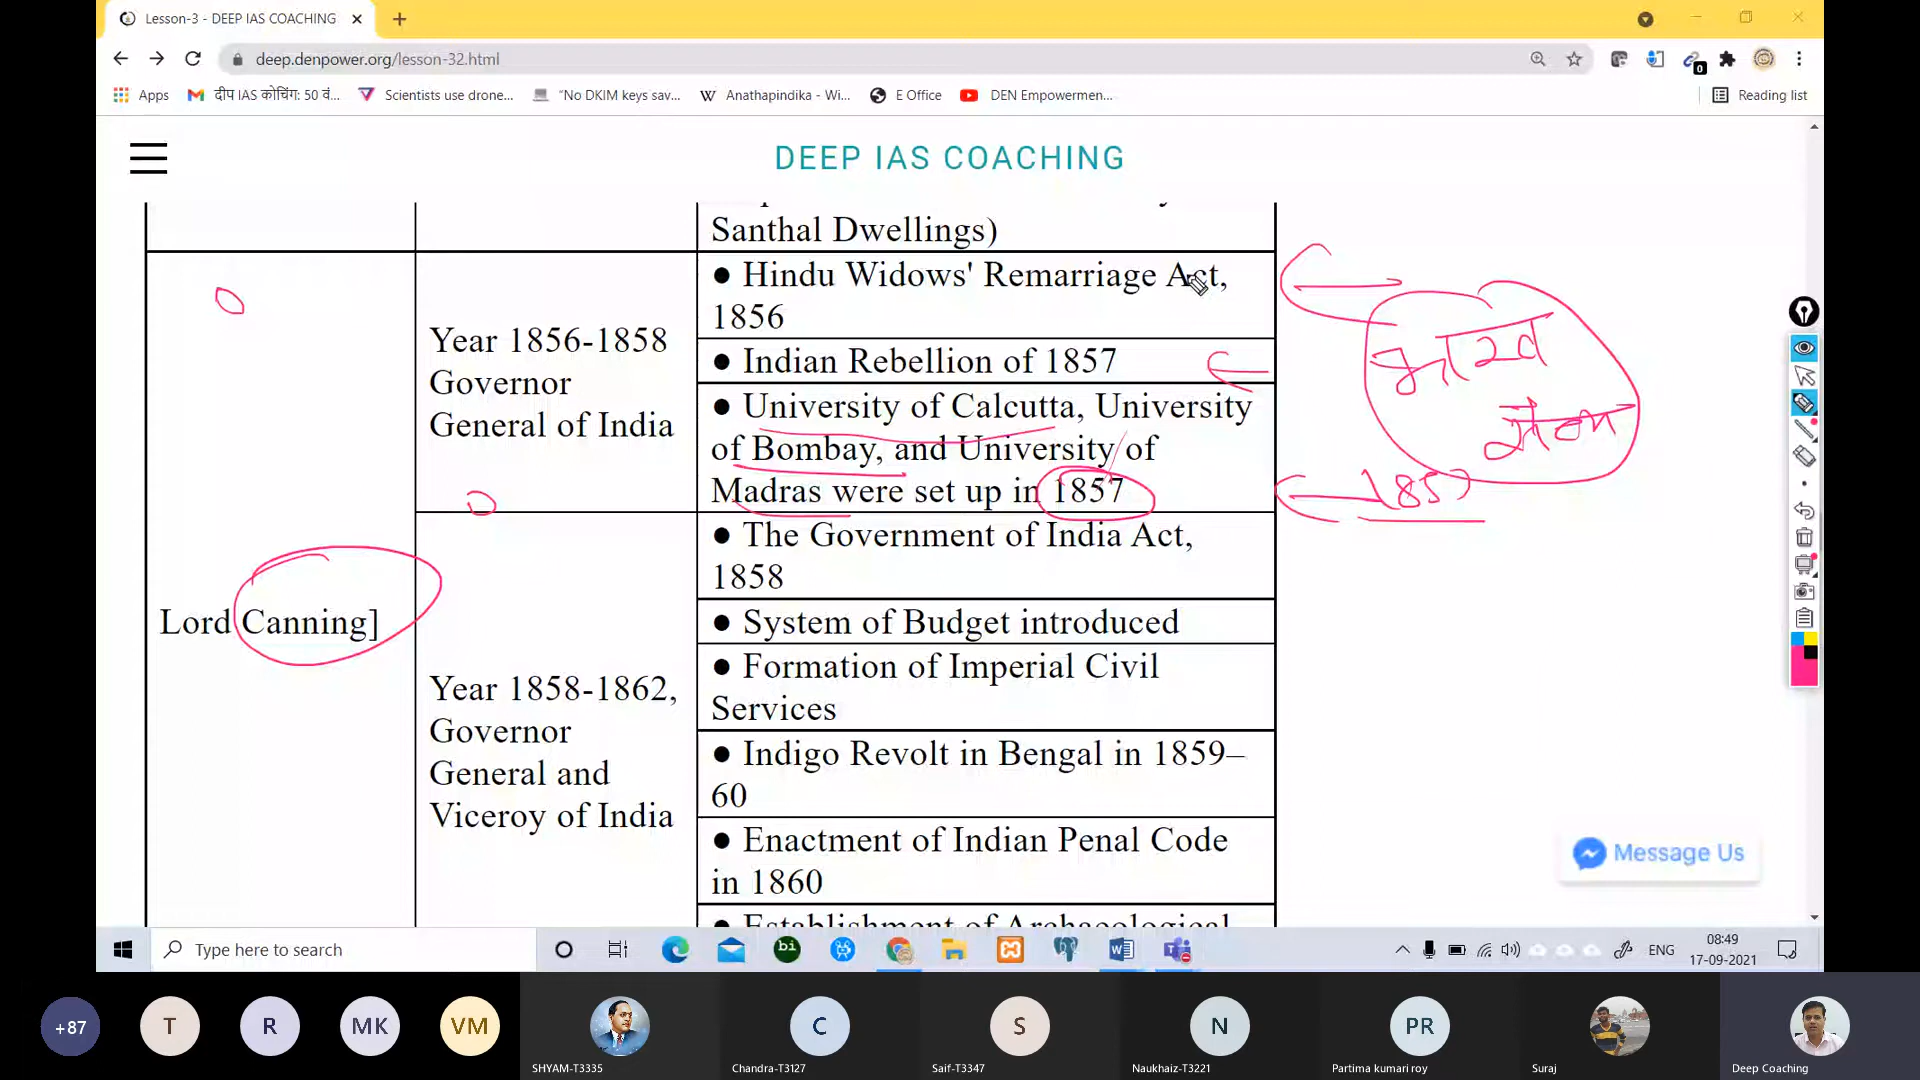 Lesson-3 - DEEP IAS COACHING
deep.denpower.org/lesson-32.html
0
Apps
दीप IAS कोचिंग: 50 वं...
Scientists use drone...
"No DKIM keys sav...
Anathapindika - Wi...
E Office
DEN Empowermen...
Reading list
DEEP IAS COACHING
Santhal Dwellings)
Lord Canning]
Year 1856-1858
Governor
General of India
● Hindu Widows' Remarriage Act,
1856
● Indian Rebellion of 1857
● University of Calcutta, University
of Bombay, and University of
Madras were set up in 1857
1857
Year 1858-1862,
Governor
General and
Viceroy of India
● The Government of India Act,
1858
● System of Budget introduced
● Formation of Imperial Civil
Services
● Indigo Revolt in Bengal in 1859–
60
● Enactment of Indian Penal Code
in 1860
● Establishment of Archaeological
Message Us
Type here to search
bi
ENG
08:49
17-09-2021
+87
T
R
MK
VM
SHYAM-T3335
C
Chandra-T3127
S
Saif-T3347
N
Naukhaiz-T3221
PR
Partima kumari roy
Suraj
Deep Coaching